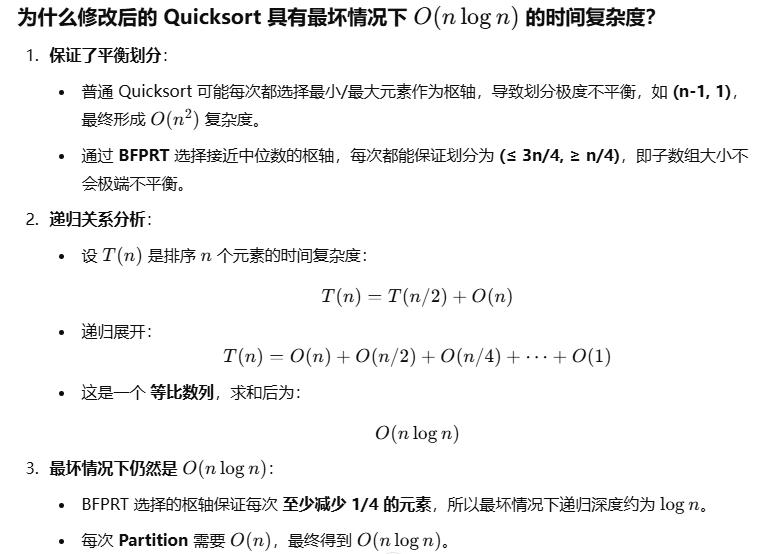 为什么修改后的 Quicksort 具有最坏情况下 O(n log n) 的时间复杂度？
1. 保证了平衡划分：
• 普通 Quicksort 可能每次都选择最小/最大元素作为枢轴，导致划分极度不平衡，如 (n-1, 1)，
最终形成 O(n²) 复杂度。
• 通过 BFPRT 选择接近中位数的枢轴，每次都能保证划分为 (≤ 3n/4, ≥ n/4)，即子数组大小不
会极端不平衡。
2. 递归关系分析：
• 设 T(n) 是排序 n 个元素的时间复杂度：
T(n) = T(n/2) + O(n)
• 递归展开：
T(n) = O(n) + O(n/2) + O(n/4) + ⋯ + O(1)
• 这是一个 等比数列，求和后为：
O(n log n)
3. 最坏情况下仍然是 O(n log n)：
• BFPRT 选择的枢轴保证每次 至少减少 1/4 的元素，所以最坏情况下递归深度约为 log n。
• 每次 Partition 需要 O(n)，最终得到 O(n log n)。